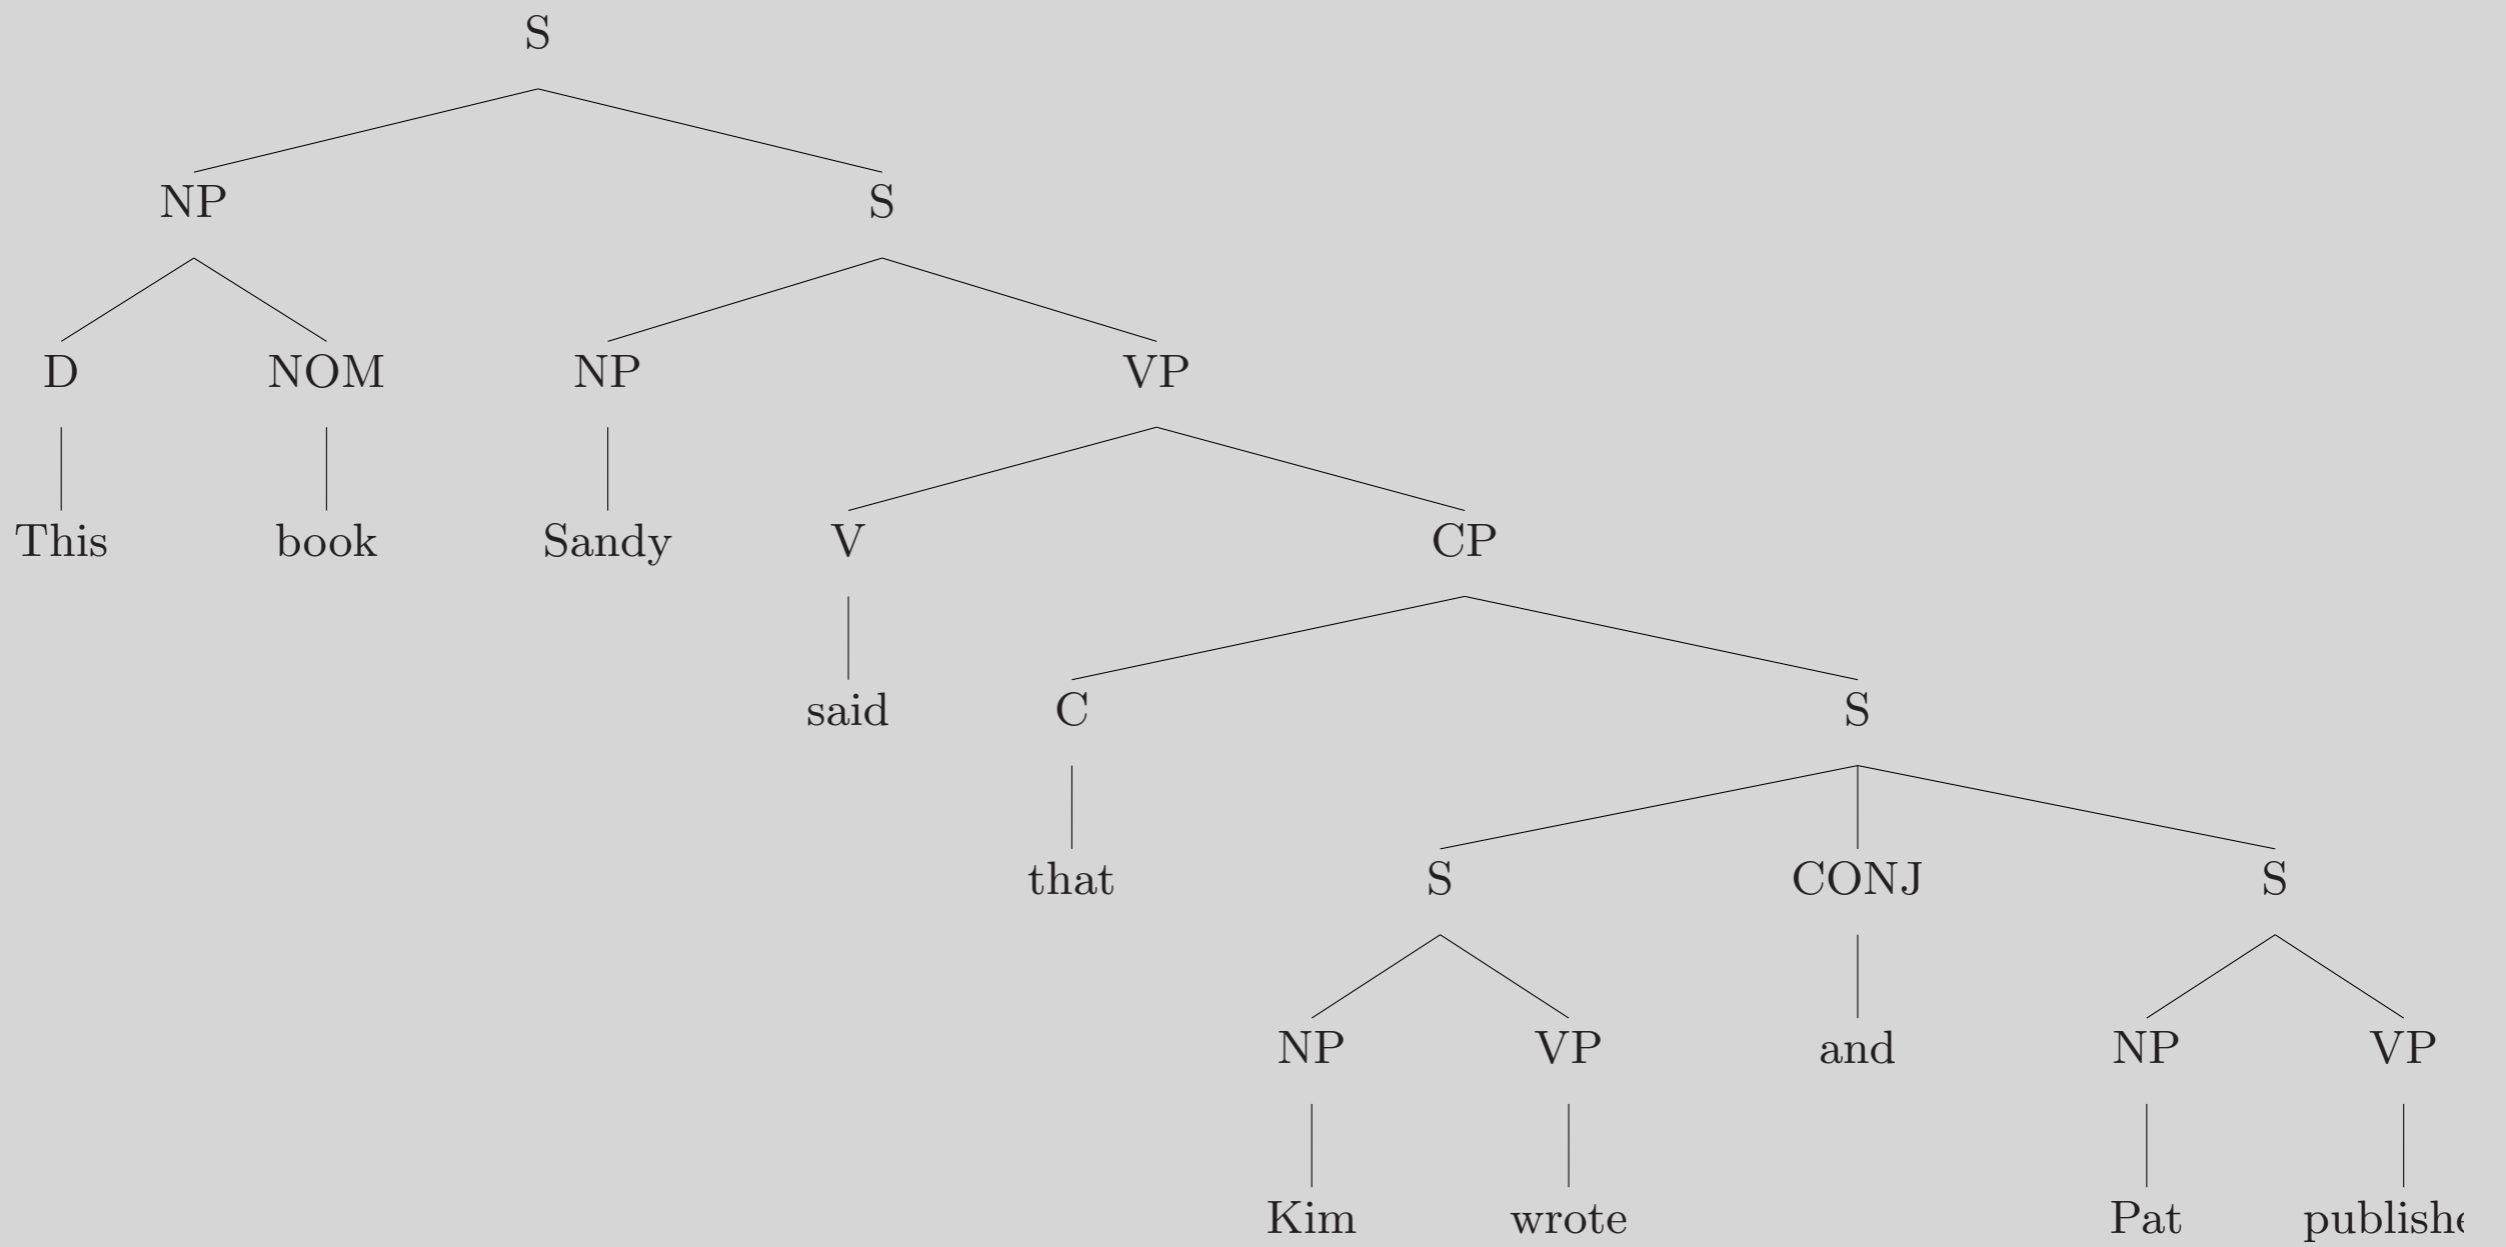 S
NP S
D NOM NP VP
This book Sandy V CP
said C S
that S CONJ S
NP VP and NP VP
Kim wrote Pat publishe